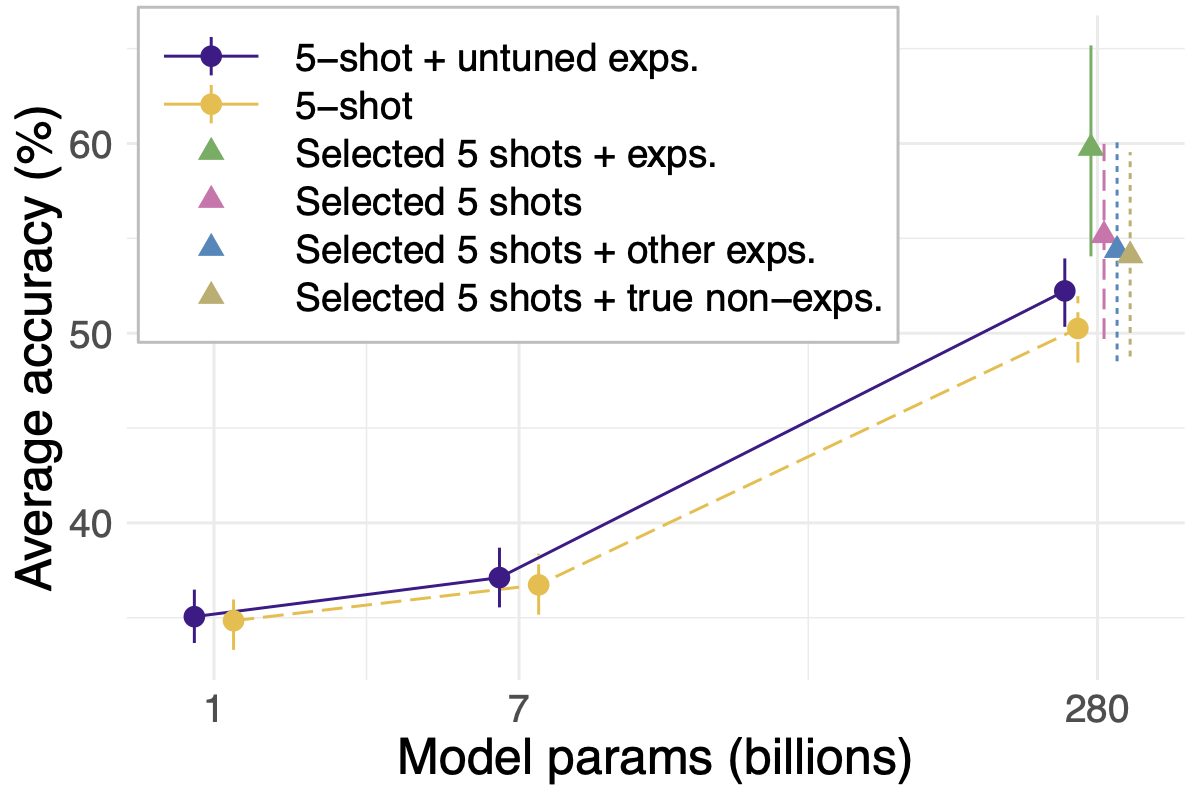 5−shot + untuned exps.
5−shot
Selected 5 shots + exps.
Selected 5 shots
Selected 5 shots + other exps.
Selected 5 shots + true non−exps.
Average accuracy (%)
60
50
40
1 7 280
Model params (billions)